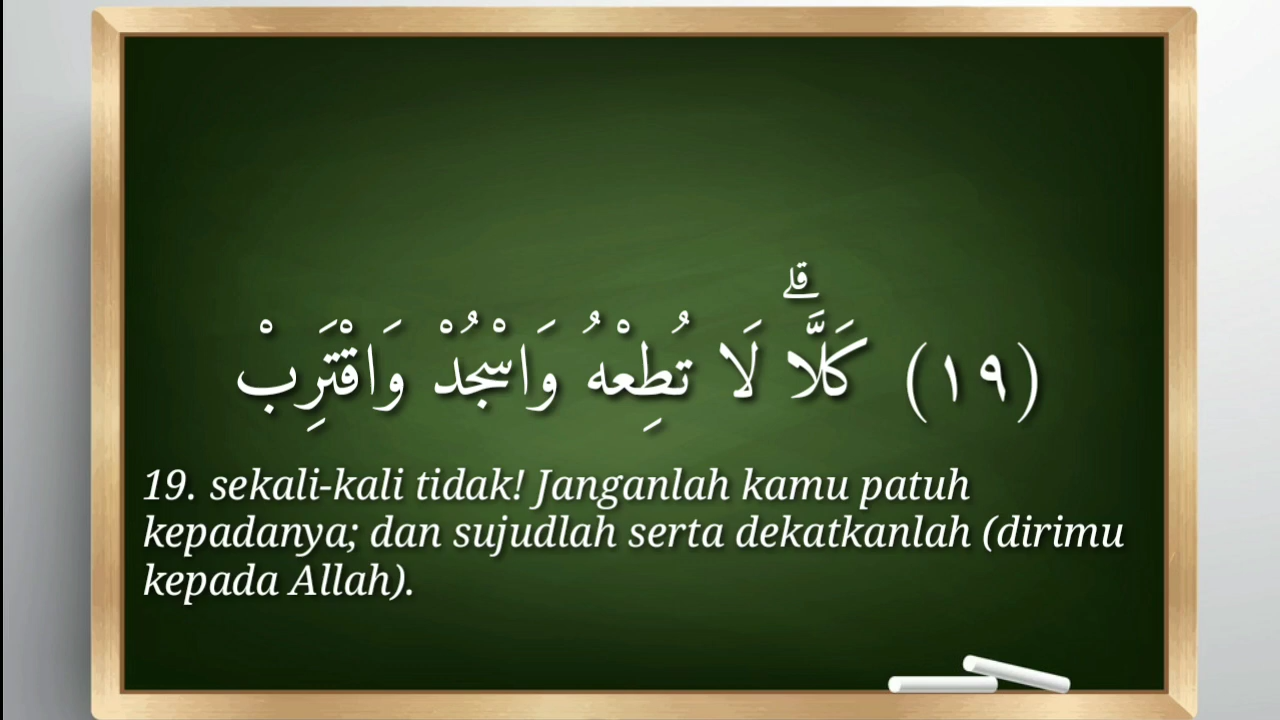 (١٩) كَلَّاۗ لَا تُطِعْهُ وَاسْجُدْ وَاقْتَرِبْ
19. sekali-kali tidak! Janganlah kamu patuh
kepadanya; dan sujudlah serta dekatkanlah (dirimu
kepada Allah).